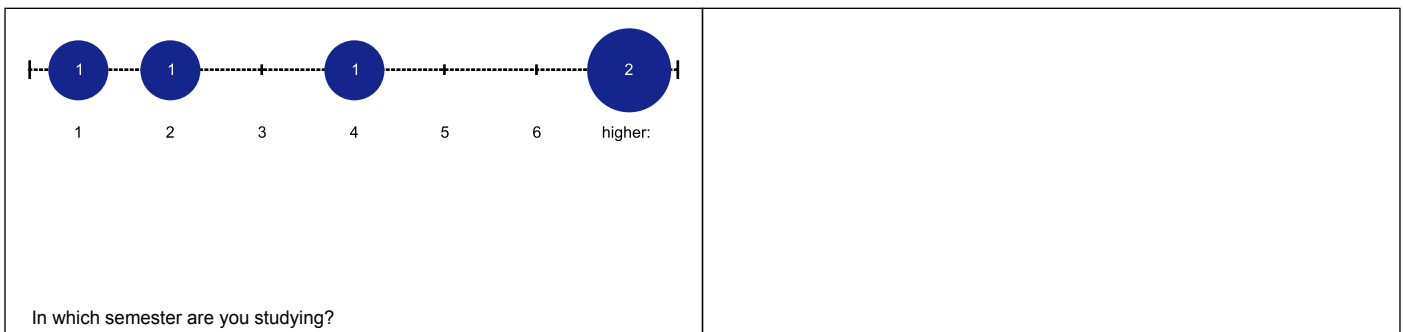 1 1 1 2
1 2 3 4 5 6 higher:
In which semester are you studying?